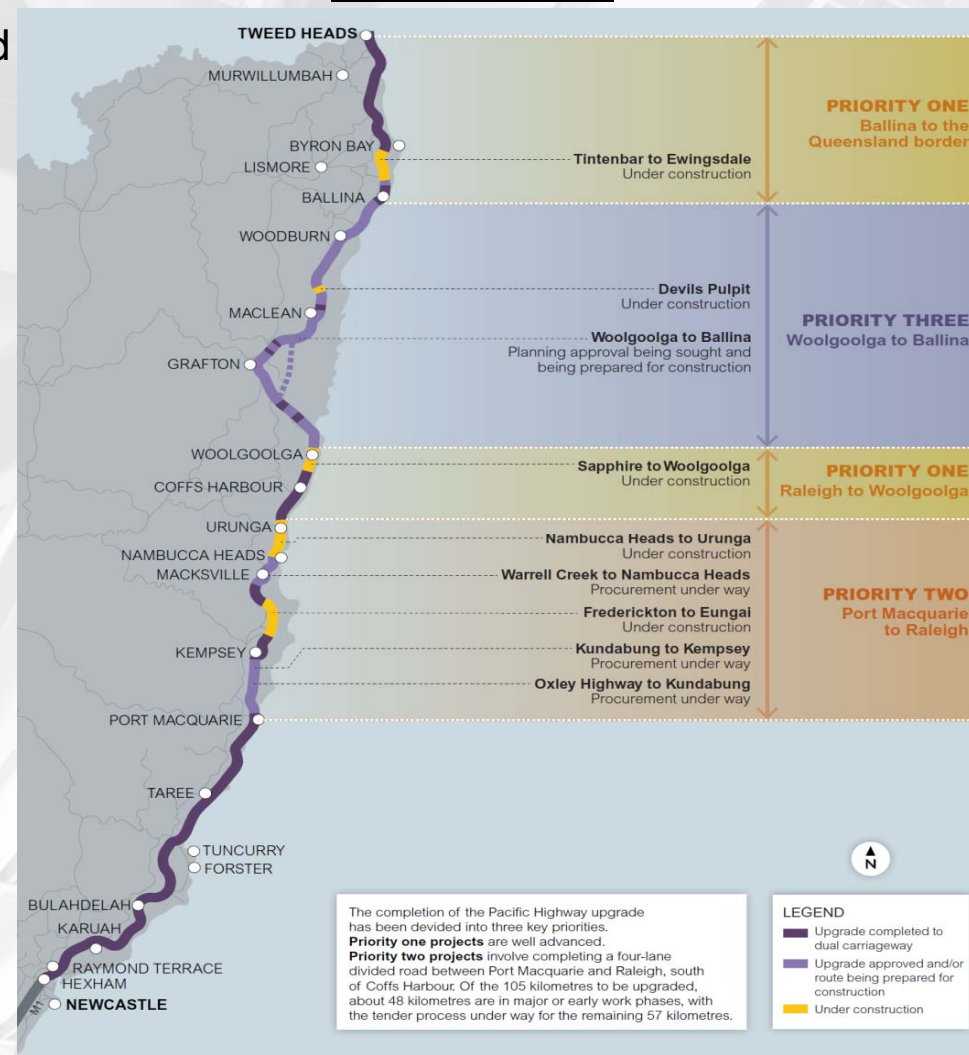 d
TWEED HEADS
MURWILLUMBAH
BYRON BAY
LISMORE
BALLINA
WOODBURN
MACLEAN
GRAFTON
WOOLGOOLGA
COFFS HARBOUR
URUNGA
NAMBUCCA HEADS
MACKSVILLE
KEMPSEY
PORT MACQUARIE
TAREE
TUNCURRY
FORSTER
BULAHDELAH
KARUAH
RAYMOND TERRACE
HEXHAM
M1
NEWCASTLE
Tintenbar to Ewingsdale
Under construction
Devils Pulpit
Under construction
Woolgoolga to Ballina
Planning approval being sought and
being prepared for construction
Sapphire to Woolgoolga
Under construction
Nambucca Heads to Urunga
Under construction
Warrell Creek to Nambucca Heads
Procurement under way
Frederickton to Eungai
Under construction
Kundabung to Kempsey
Procurement under way
Oxley Highway to Kundabung
Procurement under way
PRIORITY ONE
Ballina to the
Queensland border
PRIORITY THREE
Woolgoolga to Ballina
PRIORITY ONE
Raleigh to Woolgoolga
PRIORITY TWO
Port Macquarie
to Raleigh
N
The completion of the Pacific Highway upgrade
has been devided into three key priorities.
Priority one projects are well advanced.
Priority two projects involve completing a four-lane
divided road between Port Macquarie and Raleigh, south
of Coffs Harbour. Of the 105 kilometres to be upgraded,
about 48 kilometres are in major or early work phases, with
the tender process under way for the remaining 57 kilometres.
LEGEND
Upgrade completed to
dual carriageway
Upgrade approved and/or
route being prepared for
construction
Under construction